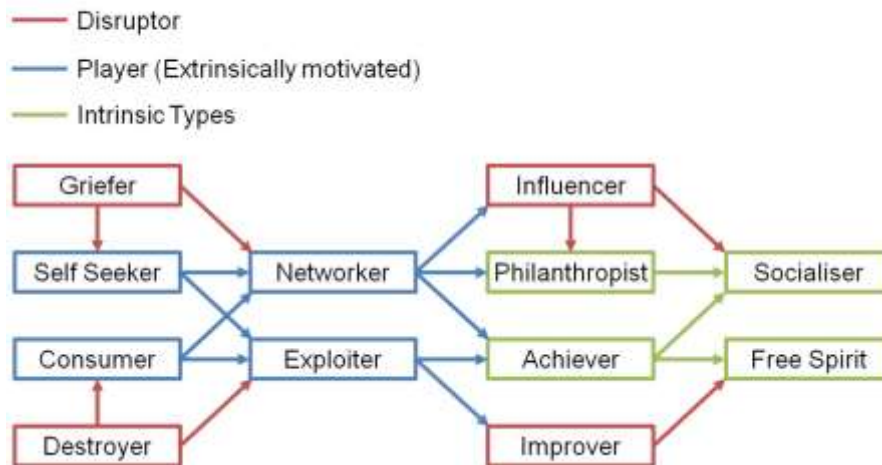 Disruptor
Player (Extrinsically motivated)
Intrinsic Types
Griefer
Influencer
Self Seeker
Networker
Philanthropist
Socialiser
Consumer
Exploiter
Achiever
Free Spirit
Destroyer
Improver